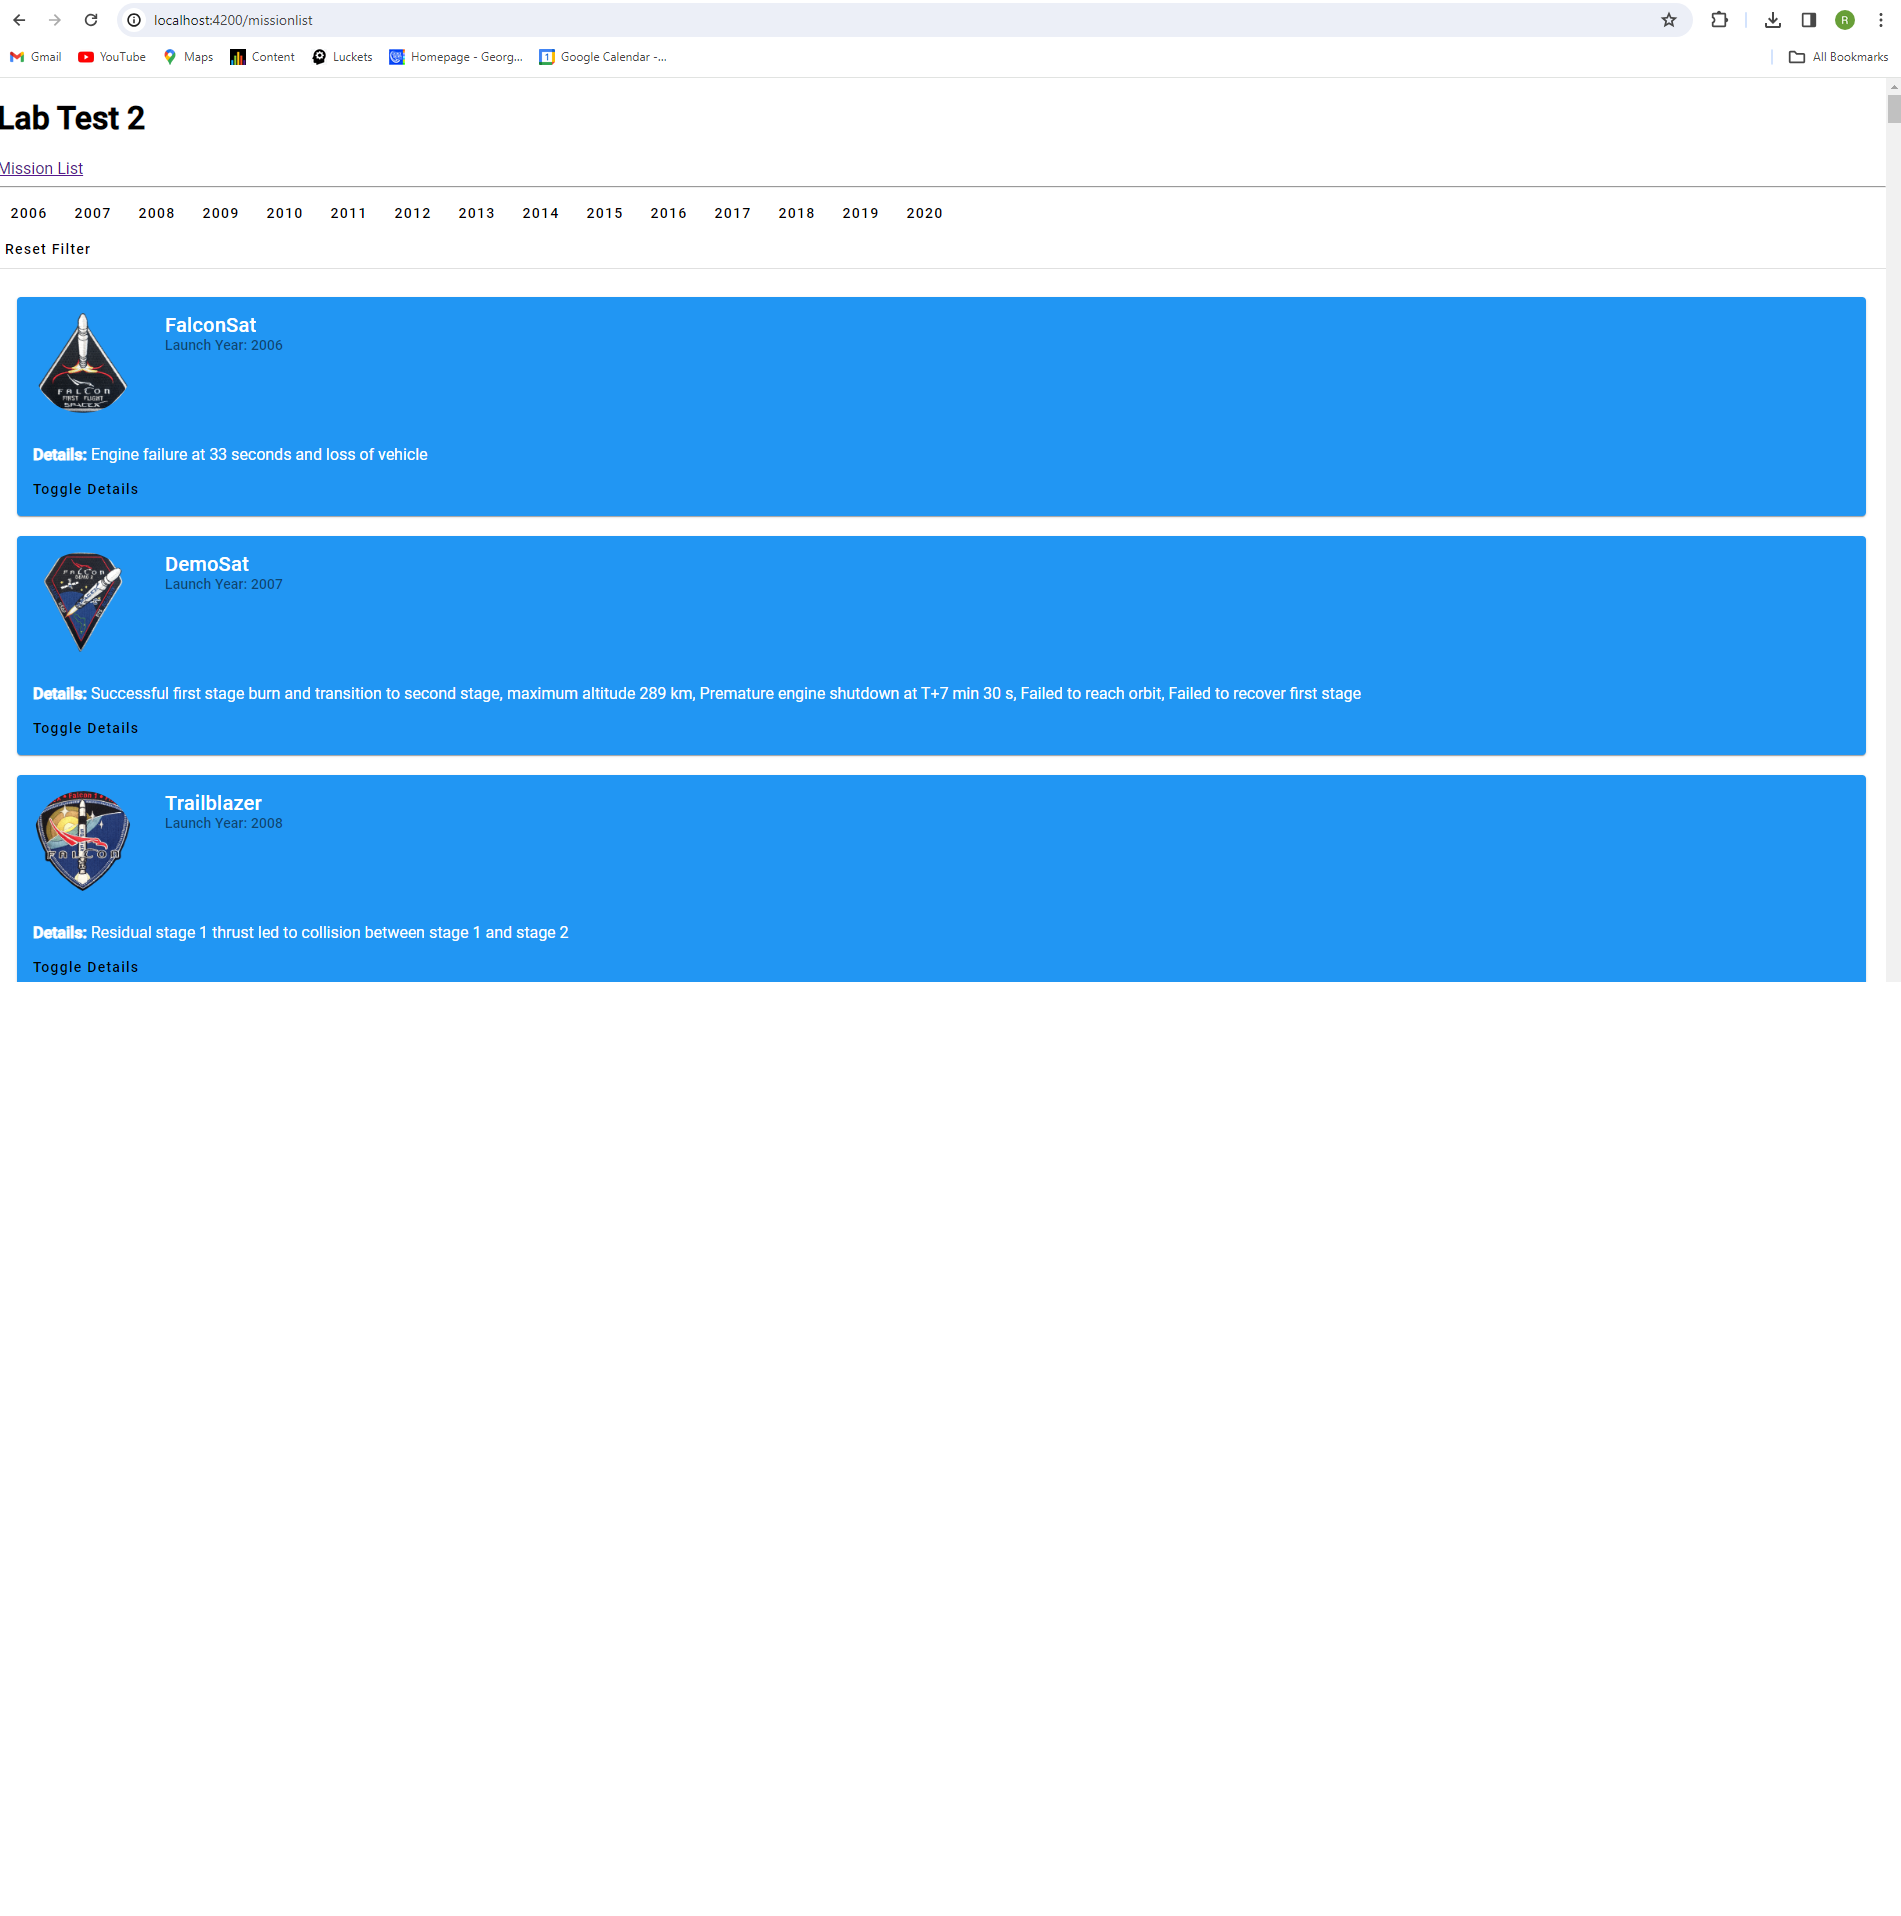 localhost:4200/missionlist
R
Gmail YouTube Maps Content Luckets Homepage - Georg... 1 Google Calendar -... All Bookmarks
Lab Test 2
Mission List
2006 2007 2008 2009 2010 2011 2012 2013 2014 2015 2016 2017 2018 2019 2020
Reset Filter
FalconSat
Launch Year: 2006
FALCON
FIRST FLIGHT
SPACEX
Details: Engine failure at 33 seconds and loss of vehicle
Toggle Details
DemoSat
Launch Year: 2007
FALCON
Details: Successful first stage burn and transition to second stage, maximum altitude 289 km, Premature engine shutdown at T+7 min 30 s, Failed to reach orbit, Failed to recover first stage
Toggle Details
Trailblazer
Launch Year: 2008
Falcon 1
FALCON
Details: Residual stage 1 thrust led to collision between stage 1 and stage 2
Toggle Details